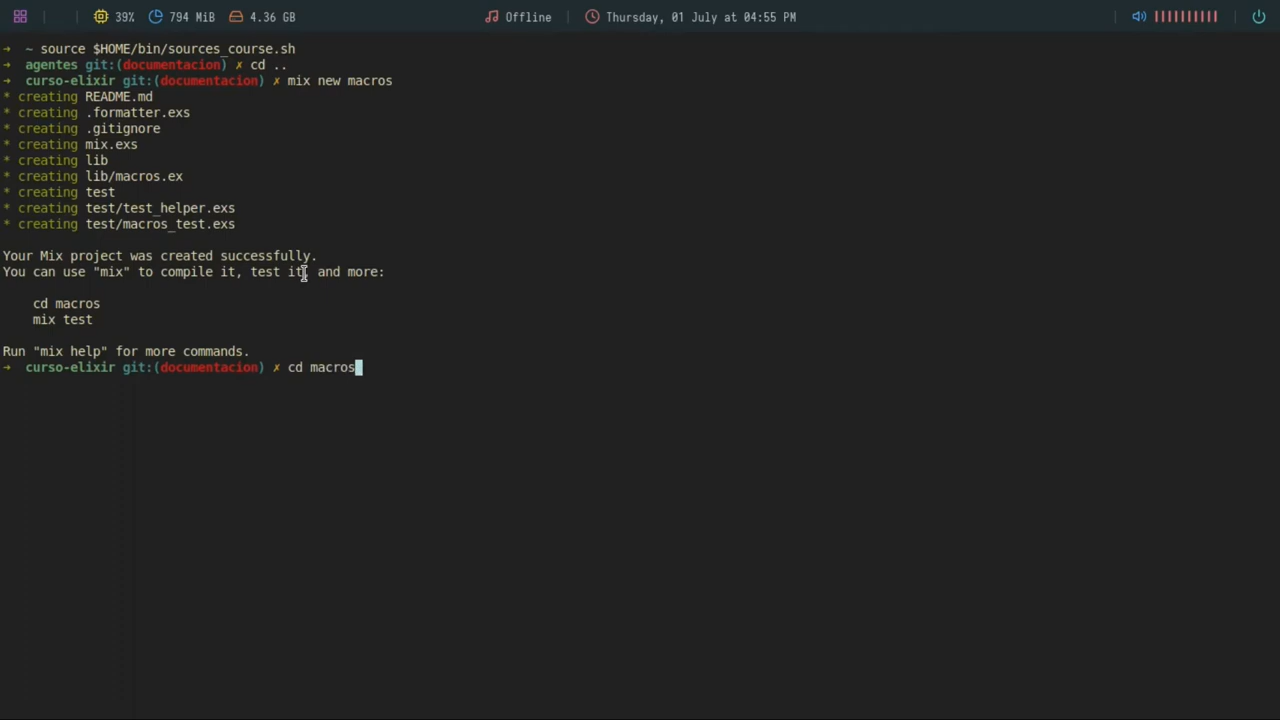 39% 794 MiB 4.36 GB Offline Thursday, 01 July at 04:55 PM
→ ~ source $HOME/bin/sources_course.sh
→ agentes git:(documentacion) ✗ cd ..
→ curso-elixir git:(documentacion) ✗ mix new macros
* creating README.md
* creating .formatter.exs
* creating .gitignore
* creating mix.exs
* creating lib
* creating lib/macros.ex
* creating test
* creating test/test_helper.exs
* creating test/macros_test.exs
Your Mix project was created successfully.
You can use "mix" to compile it, test it, and more:
cd macros
mix test
Run "mix help" for more commands.
→ curso-elixir git:(documentacion) ✗ cd macros